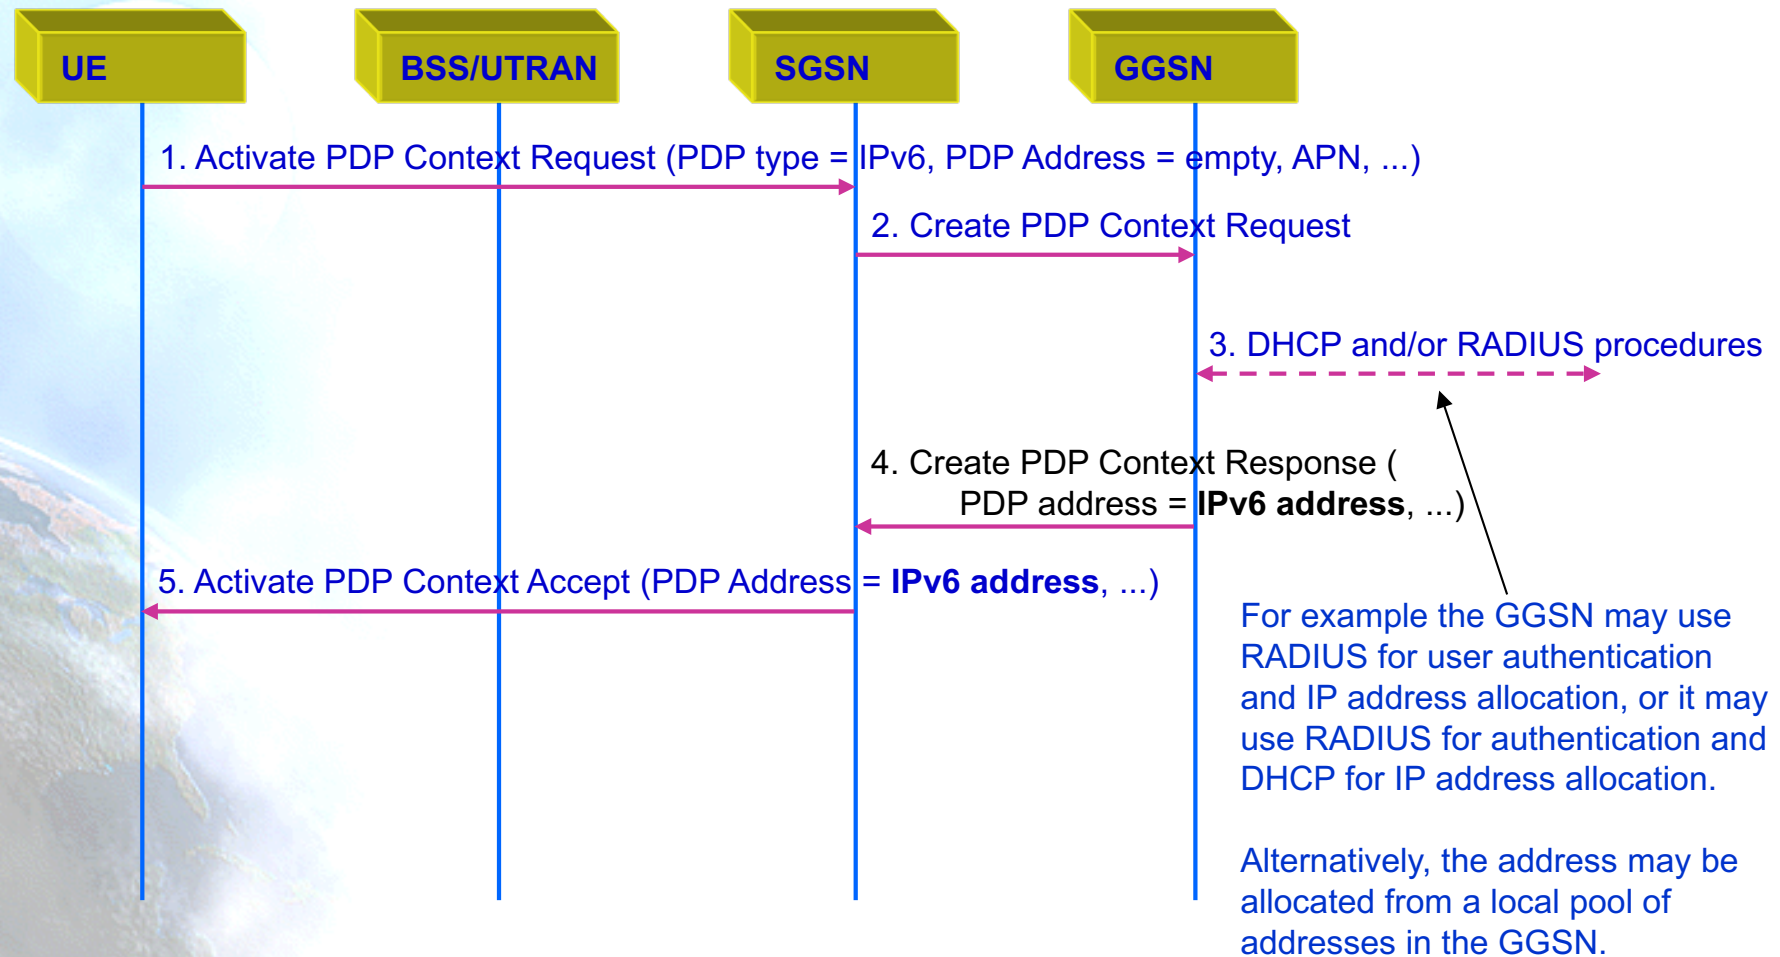 UE
BSS/UTRAN
SGSN
GGSN
1. Activate PDP Context Request (PDP type = IPv6, PDP Address = empty, APN, ...)
2. Create PDP Context Request
3. DHCP and/or RADIUS procedures
4. Create PDP Context Response (
PDP address = IPv6 address, ...)
5. Activate PDP Context Accept (PDP Address = IPv6 address, ...)
For example the GGSN may use
RADIUS for user authentication
and IP address allocation, or it may
use RADIUS for authentication and
DHCP for IP address allocation.
Alternatively, the address may be
allocated from a local pool of
addresses in the GGSN.